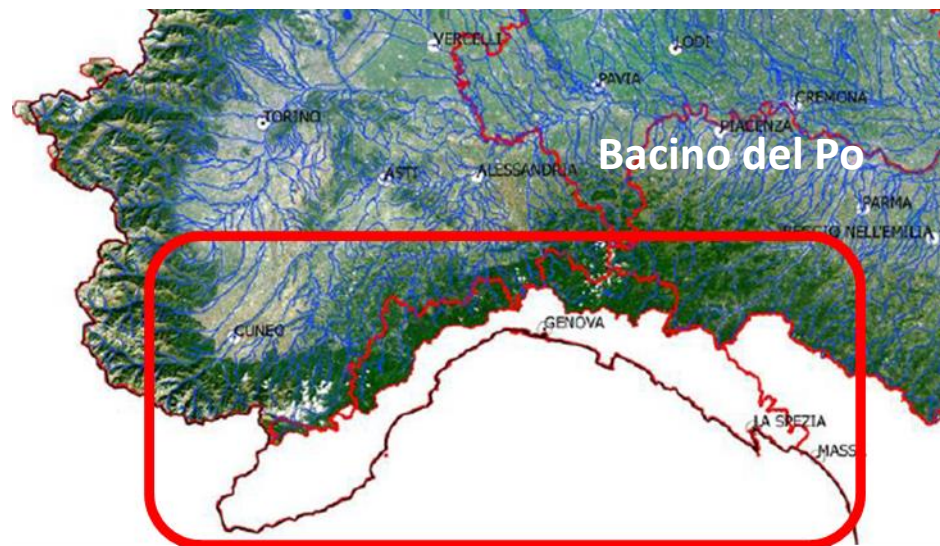 VERCELLI
LODI
PAVIA
CREMONA
TORINO
PIACENZA
Bacino del Po
ASTI
ALESSANDRIA
PARMA
REGGIO NELL'EMILIA
GENOVA
CUNEO
LA SPEZIA
MASSA